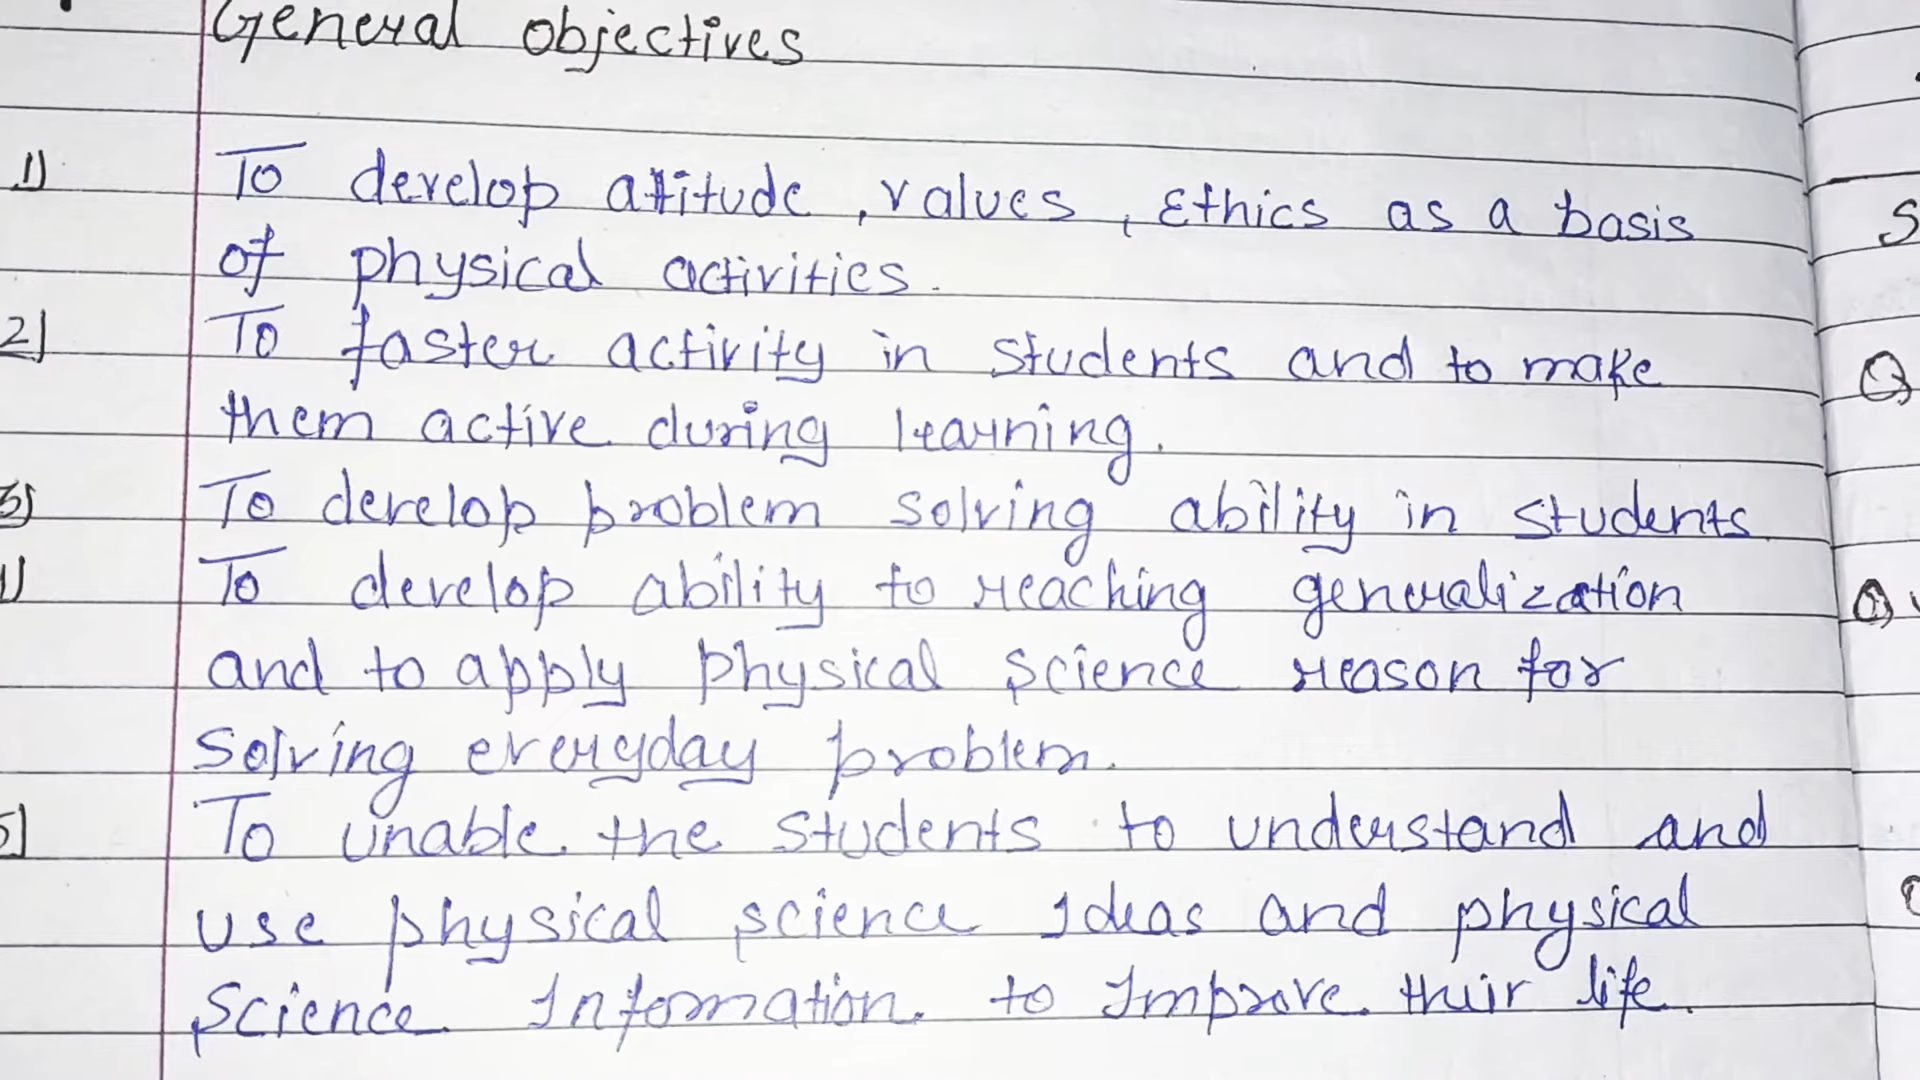 General objectives
1) To develop attitude, values, Ethics as a basis
of physical activities.
2) To faster activity in students and to make
them active during learning.
3) To develop problem solving ability in students
To develop ability to reaching generalization
and to apply physical science reason for
solving everyday problem.
5) To unable the students to understand and
use physical science Ideas and physical
science Information to Improve their life.